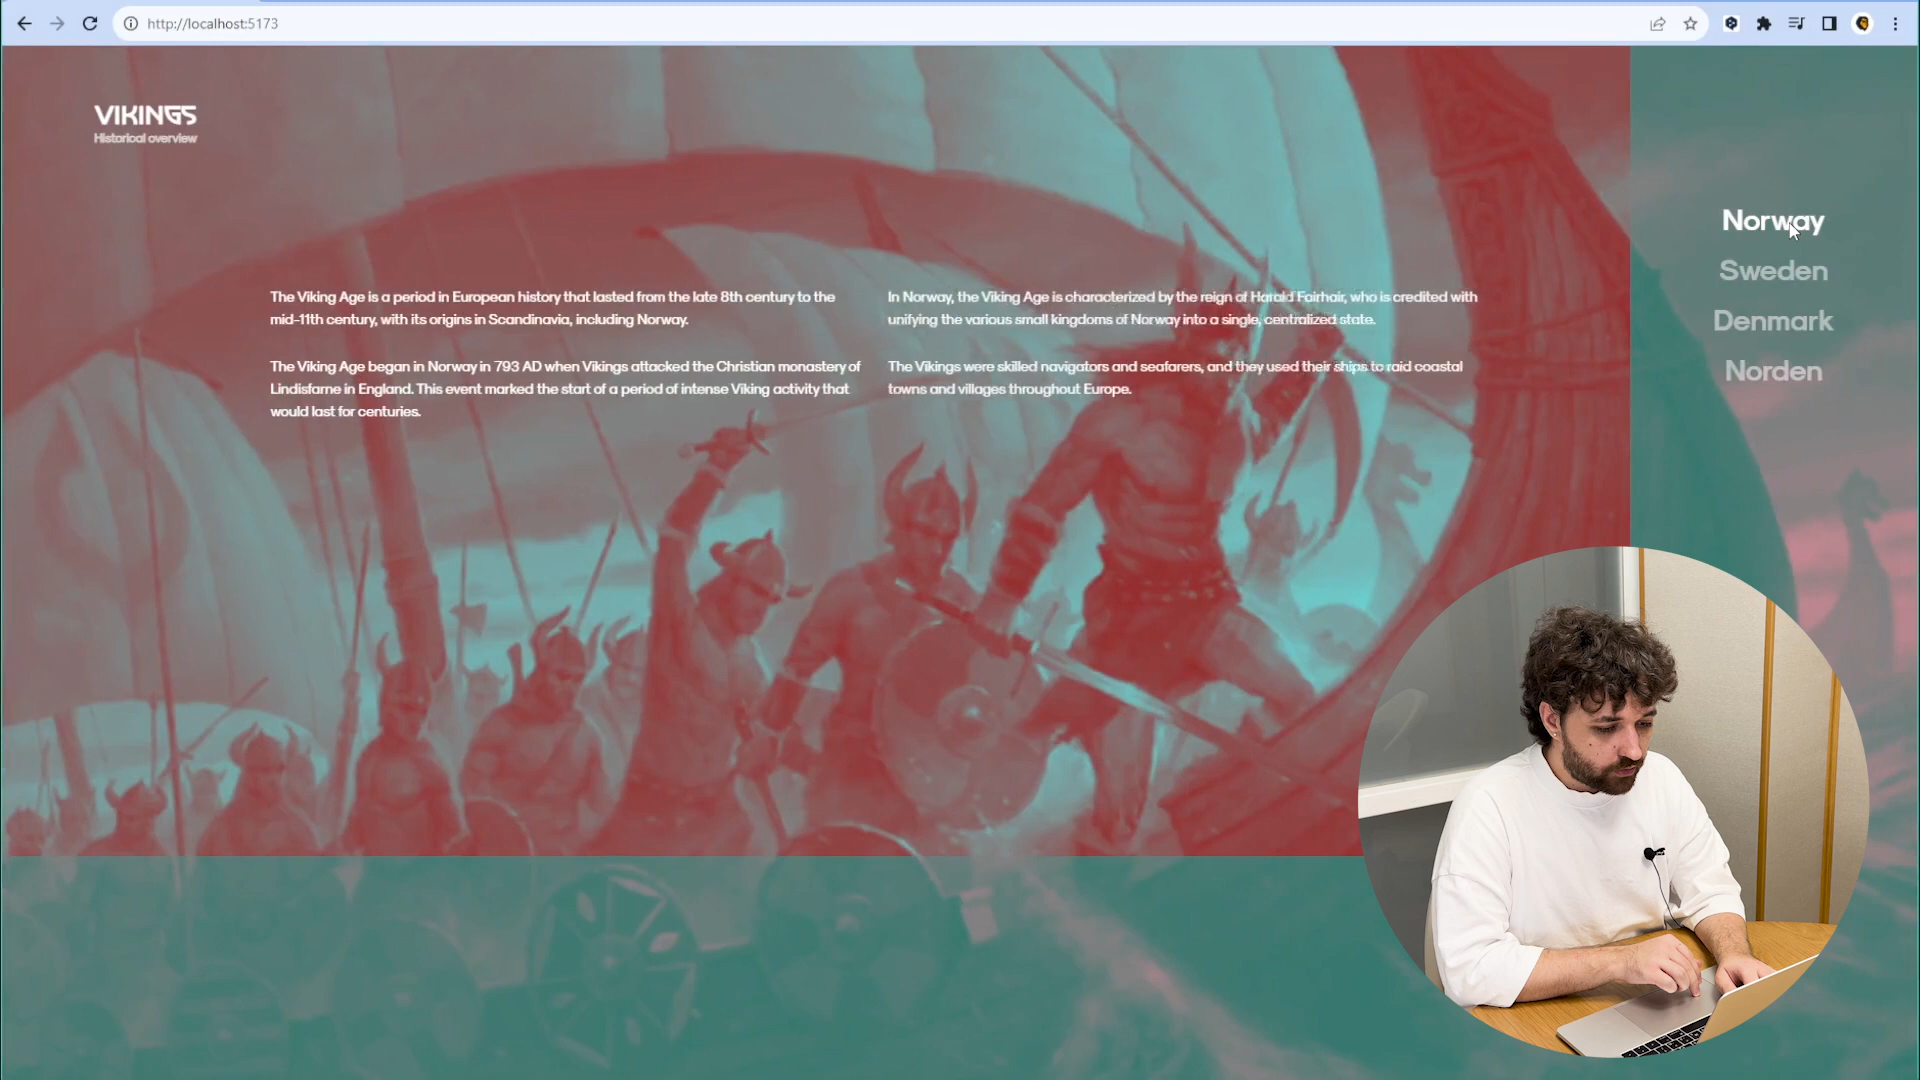 http://localhost:5173
VIKINGS
Historical overview
The Viking Age is a period in European history that lasted from the late 8th century to the
mid-11th century, with its origins in Scandinavia, including Norway.
The Viking Age began in Norway in 793 AD when Vikings attacked the Christian monastery of
Lindisfarne in England. This event marked the start of a period of intense Viking activity that
would last for centuries.
In Norway, the Viking Age is characterized by the reign of Harald Fairhair, who is credited with
unifying the various small kingdoms of Norway into a single, centralized state.
The Vikings were skilled navigators and seafarers, and they used their ships to raid coastal
towns and villages throughout Europe.
Norway
Sweden
Denmark
Norden